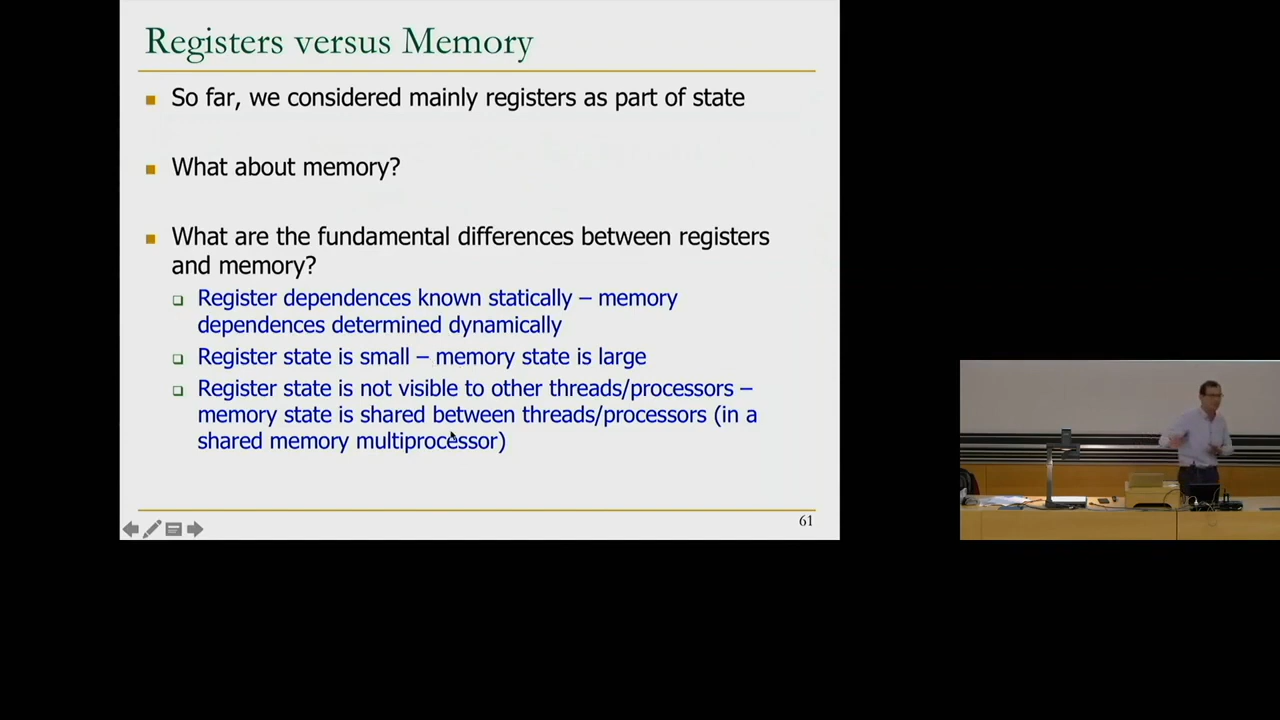 Registers versus Memory
So far, we considered mainly registers as part of state
What about memory?
What are the fundamental differences between registers
and memory?
Register dependences known statically – memory
dependences determined dynamically
Register state is small – memory state is large
Register state is not visible to other threads/processors –
memory state is shared between threads/processors (in a
shared memory multiprocessor)
61